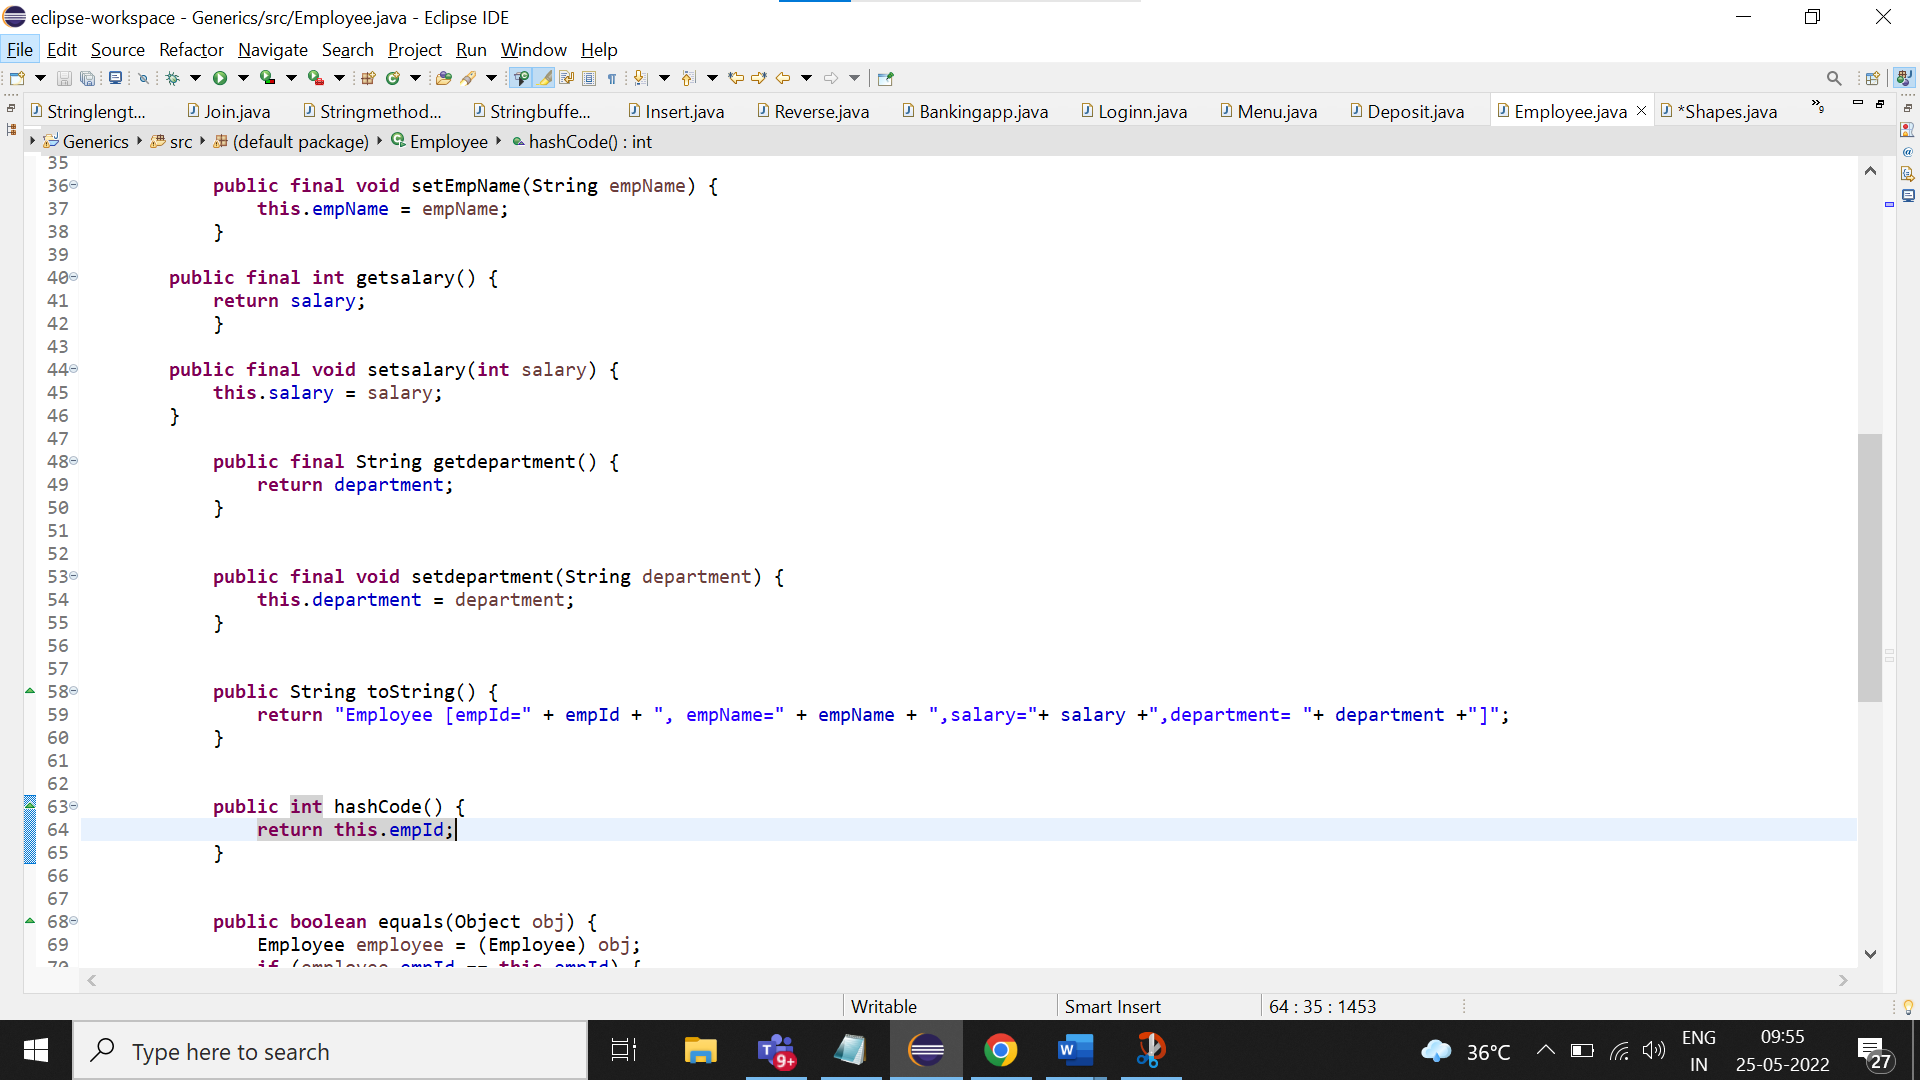 eclipse-workspace - Generics/src/Employee.java - Eclipse IDE
File Edit Source Refactor Navigate Search Project Run Window Help
Stringlengt... Join.java Stringmethod... Stringbuffe... Insert.java Reverse.java Bankingapp.java Loginn.java Menu.java Deposit.java Employee.java *Shapes.java 9
Generics src (default package) Employee hashCode() : int
35
36 public final void setEmpName(String empName) {
37 this.empName = empName;
38 }
39
40 public final int getsalary() {
41 return salary;
42 }
43
44 public final void setsalary(int salary) {
45 this.salary = salary;
46 }
47
48 public final String getdepartment() {
49 return department;
50 }
51
52
53 public final void setdepartment(String department) {
54 this.department = department;
55 }
56
57
58 public String toString() {
59 return "Employee [empId=" + empId + ", empName=" + empName + ",salary="+ salary +",department= "+ department +"]";
60 }
61
62
63 public int hashCode() {
64 return this.empId;
65 }
66
67
68 public boolean equals(Object obj) {
69 Employee employee = (Employee) obj;
70 if (employee.empId == this.empId) {
Writable Smart Insert 64 : 35 : 1453
Type here to search
9+
36°C
ENG
IN
09:55
25-05-2022
27